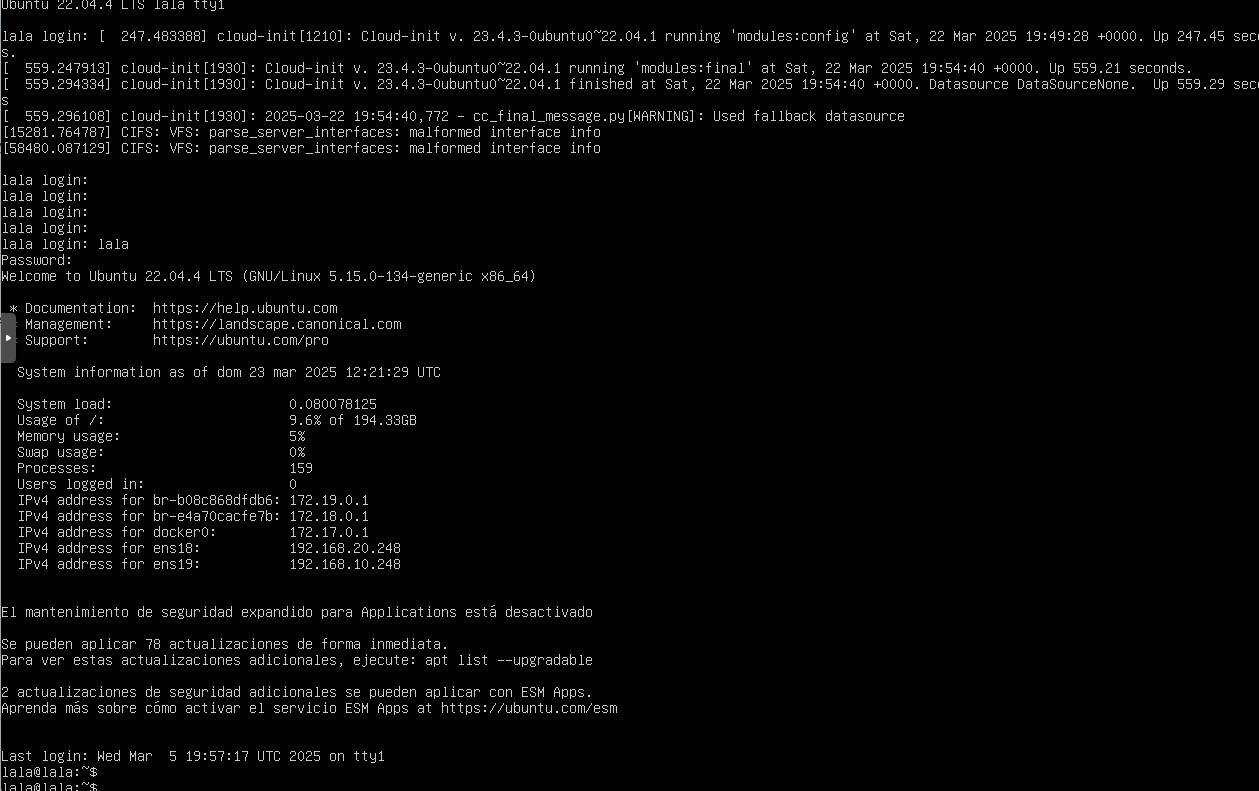 Ubuntu 22.04.4 LTS lala tty1
lala login: [  247.483388] cloud-init[1210]: Cloud-init v. 23.4.3-0ubuntu0~22.04.1 running 'modules:config' at Sat, 22 Mar 2025 19:49:28 +0000. Up 247.45 sec
s.
[  559.247913] cloud-init[1930]: Cloud-init v. 23.4.3-0ubuntu0~22.04.1 running 'modules:final' at Sat, 22 Mar 2025 19:54:40 +0000. Up 559.21 seconds.
[  559.294334] cloud-init[1930]: Cloud-init v. 23.4.3-0ubuntu0~22.04.1 finished at Sat, 22 Mar 2025 19:54:40 +0000. Datasource DataSourceNone.  Up 559.29 sec
s
[  559.296108] cloud-init[1930]: 2025-03-22 19:54:40,772 - cc_final_message.py[WARNING]: Used fallback datasource
[15281.764787] CIFS: VFS: parse_server_interfaces: malformed interface info
[58480.087129] CIFS: VFS: parse_server_interfaces: malformed interface info
lala login:
lala login:
lala login:
lala login:
lala login: lala
Password:
Welcome to Ubuntu 22.04.4 LTS (GNU/Linux 5.15.0-134-generic x86_64)
* Documentation:  https://help.ubuntu.com
Management:     https://landscape.canonical.com
Support:        https://ubuntu.com/pro
System information as of dom 23 mar 2025 12:21:29 UTC
System load:                      0.080078125
Usage of /:                       9.6% of 194.33GB
Memory usage:                     5%
Swap usage:                       0%
Processes:                        159
Users logged in:                  0
IPv4 address for br-b08c868dfdb6: 172.19.0.1
IPv4 address for br-e4a70cacfe7b: 172.18.0.1
IPv4 address for docker0:         172.17.0.1
IPv4 address for ens18:           192.168.20.248
IPv4 address for ens19:           192.168.10.248
El mantenimiento de seguridad expandido para Applications está desactivado
Se pueden aplicar 78 actualizaciones de forma inmediata.
Para ver estas actualizaciones adicionales, ejecute: apt list --upgradable
2 actualizaciones de seguridad adicionales se pueden aplicar con ESM Apps.
Aprenda más sobre cómo activar el servicio ESM Apps at https://ubuntu.com/esm
Last login: Wed Mar  5 19:57:17 UTC 2025 on tty1
lala@lala:~$
lala@lala:~$